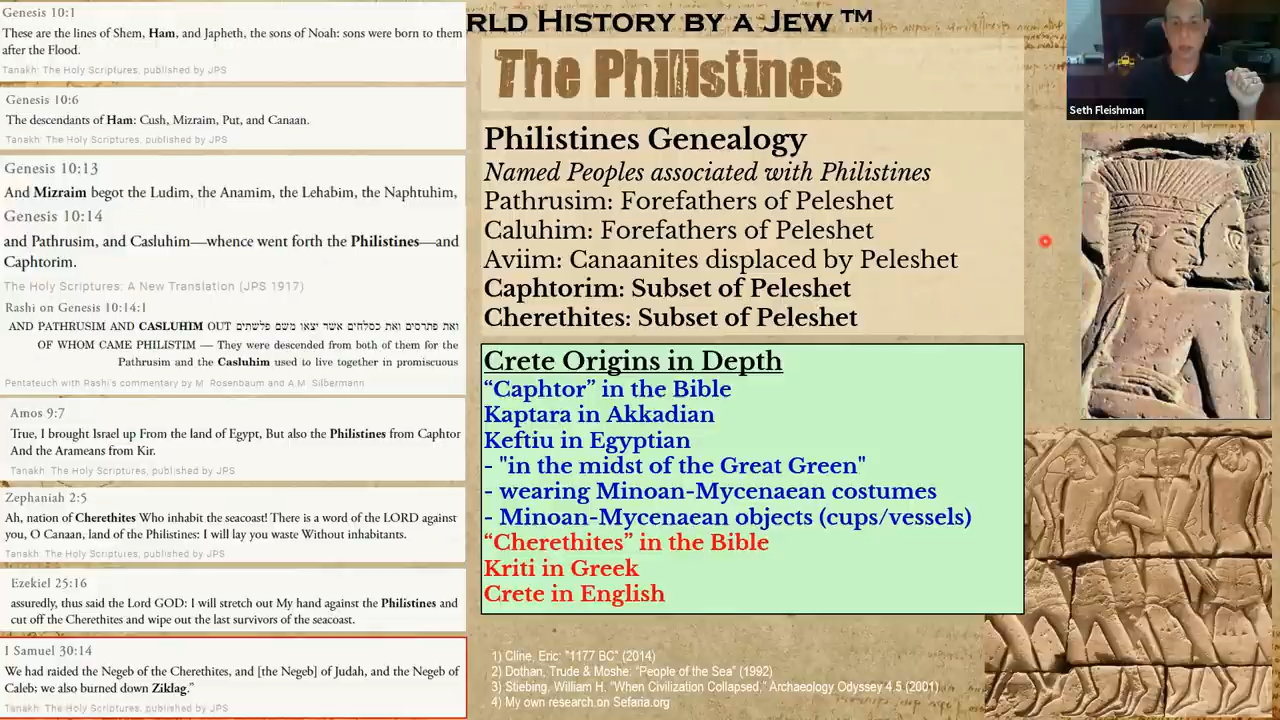 Genesis 10:1
These are the lines of Shem, Ham, and Japheth, the sons of Noah: sons were born to them
after the Flood.
Tanakh: The Holy Scriptures, published by JPS
Genesis 10:6
The descendants of Ham: Cush, Mizraim, Put, and Canaan.
Tanakh: The Holy Scriptures, published by JPS
Genesis 10:13
And Mizraim begot the Ludim, the Anamim, the Lehabim, the Naphtuhim,
Genesis 10:14
and Pathrusim, and Casluhim—whence went forth the Philistines—and
Caphtorim.
The Holy Scriptures: A New Translation (JPS 1917)
Rashi on Genesis 10:14:1
AND PATHRUSIM AND CASLUHIM OUT ואת פתרסים ואת כסלחים אשר יצאו משם פלשתים
OF WHOM CAME PHILISTIM — They were descended from both of them for the
Pathrusim and the Casluhim used to live together in promiscuous
Pentateuch with Rashi's commentary by M. Rosenbaum and A.M. Silbermann
Amos 9:7
True, I brought Israel up From the land of Egypt, But also the Philistines from Caphtor
And the Arameans from Kir.
Tanakh: The Holy Scriptures, published by JPS
Zephaniah 2:5
Ah, nation of Cherethites Who inhabit the seacoast! There is a word of the LORD against
you, O Canaan, land of the Philistines: I will lay you waste Without inhabitants.
Tanakh: The Holy Scriptures, published by JPS
Ezekiel 25:16
assuredly, thus said the Lord GOD: I will stretch out My hand against the Philistines and
cut off the Cherethites and wipe out the last survivors of the seacoast.
Tanakh: The Holy Scriptures, published by JPS
I Samuel 30:14
We had raided the Negeb of the Cherethites, and [the Negeb] of Judah, and the Negeb of
Caleb; we also burned down Ziklag."
Tanakh: The Holy Scriptures, published by JPS
RLD HISTORY BY A JEW ™
The Philistines
Philistines Genealogy
Named Peoples associated with Philistines
Pathrusim: Forefathers of Peleshet
Caluhim: Forefathers of Peleshet
Aviim: Canaanites displaced by Peleshet
Caphtorim: Subset of Peleshet
Cherethites: Subset of Peleshet
Crete Origins in Depth
“Caphtor” in the Bible
Kaptara in Akkadian
Keftiu in Egyptian
- "in the midst of the Great Green"
- wearing Minoan-Mycenaean costumes
- Minoan-Mycenaean objects (cups/vessels)
“Cherethites” in the Bible
Kriti in Greek
Crete in English
1) Cline, Eric: "1177 BC" (2014)
2) Dothan, Trude & Moshe: “People of the Sea” (1992)
3) Stiebing, William H. "When Civilization Collapsed," Archaeology Odyssey 4.5 (2001)
4) My own research on Sefaria.org
Seth Fleishman